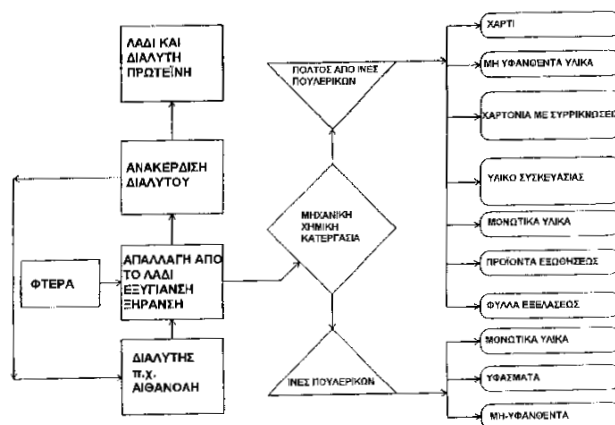 ΛΑΔΙ ΚΑΙ
ΔΙΑΛΥΤΗ
ΠΡΩΤΕΪΝΗ
ΑΝΑΚΕΡΔΙΣΗ
ΔΙΑΛΥΤΟΥ
ΦΤΕΡΑ
ΑΠΑΛΛΑΓΗ ΑΠΟ
ΤΟ ΛΑΔΙ
ΕΞΥΓΙΑΝΣΗ
ΞΗΡΑΝΣΗ
ΔΙΑΛΥΤΗΣ
π.χ.
ΑΙΘΑΝΟΛΗ
ΠΟΛΤΟΣ ΑΠΟ ΙΝΕΣ
ΠΟΥΛΕΡΙΚΩΝ
ΜΗΧΑΝΙΚΗ
ΧΗΜΙΚΗ
ΚΑΤΕΡΓΑΣΙΑ
ΙΝΕΣ ΠΟΥΛΕΡΙΚΩΝ
ΧΑΡΤΙ
ΜΗ ΥΦΑΝΘΕΝΤΑ ΥΛΙΚΑ
ΧΑΡΤΟΝΙΑ ΜΕ ΣΥΡΡΙΚΝΩΣΕΙΣ
ΥΛΙΚΟ ΣΥΣΚΕΥΑΣΙΑΣ
ΜΟΝΩΤΙΚΑ ΥΛΙΚΑ
ΠΡΟΪΟΝΤΑ ΕΞΩΘΗΣΕΩΣ
ΦΥΛΛΑ ΕΞΕΛΑΣΕΩΣ
ΜΟΝΩΤΙΚΑ ΥΛΙΚΑ
ΥΦΑΣΜΑΤΑ
ΜΗ-ΥΦΑΝΘΕΝΤΑ